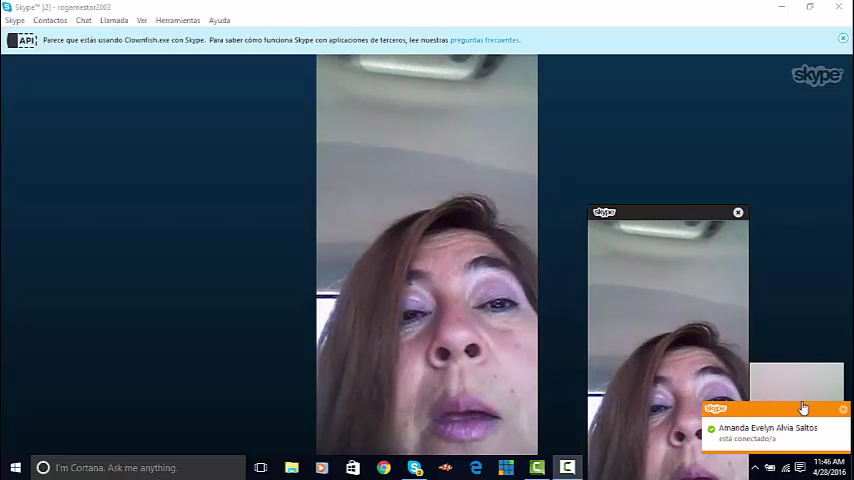 Skype™ [2] - rogernestor2003
Skype Contactos Chat Llamada Ver Herramientas Ayuda
API Parece que estás usando Clownfish.exe con Skype. Para saber cómo funciona Skype con aplicaciones de terceros, lee nuestras preguntas frecuentes.
skype
skype
skype
Amanda Evelyn Alvia Saltos
está conectado/a
I'm Cortana. Ask me anything.
11:46 AM
4/28/2016